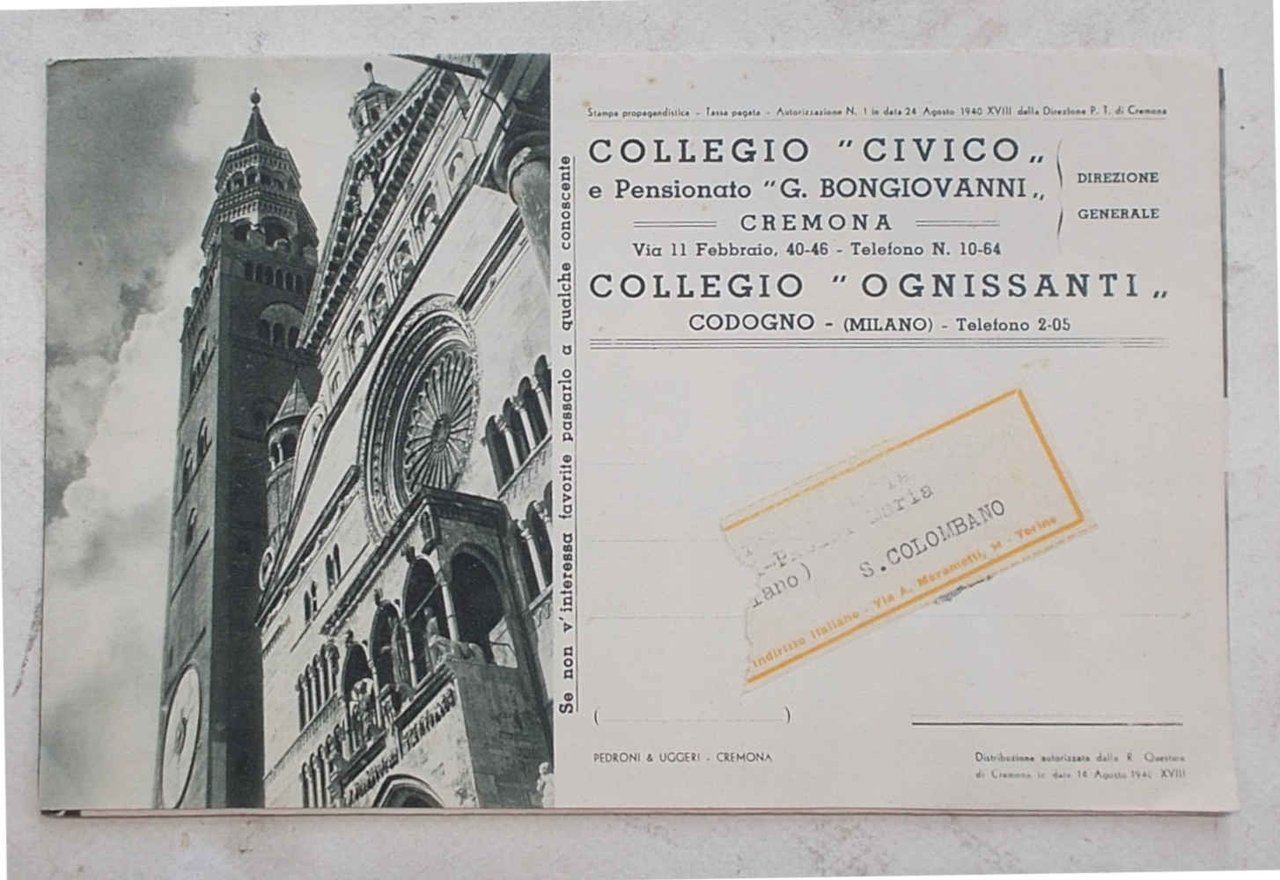 Stampa propagandistica - Tassa pagata - Autorizzazione N. 1 in data 24 Agosto 1940 XVIII della Direzione P. T. di Cremona
COLLEGIO "CIVICO„
e Pensionato "G. BONGIOVANNI„
CREMONA
Via 11 Febbraio, 40-46 - Telefono N. 10-64
DIREZIONE
GENERALE
COLLEGIO "OGNISSANTI„
CODOGNO - (MILANO) - Telefono 2-05
Se non v'interessa favorite passarlo a qualche conoscente
Maria
lano) S.COLOMBANO
Indirizzo Italiano - Via A. M. - Torino
( )
PEDRONI & UGGERI - CREMONA
Distribuzione autorizzata dalla R. Questura
di Cremona in data 14 Agosto 1940 XVIII